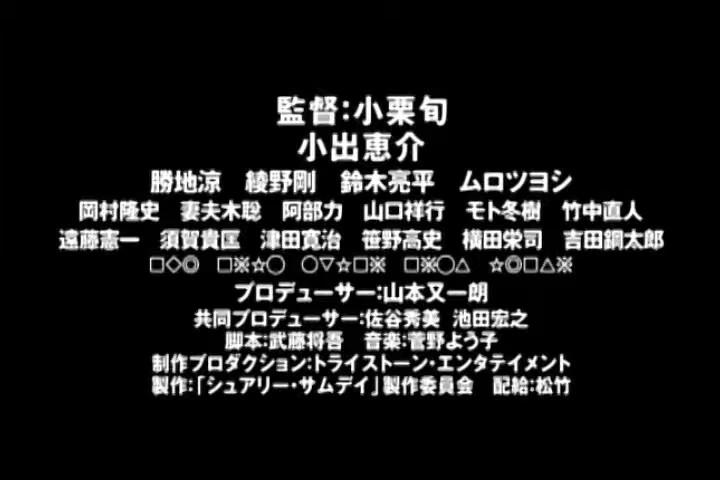 監督:小栗旬
小出恵介
勝地涼 綾野剛 鈴木亮平 ムロツヨシ
岡村隆史 妻夫木聡 阿部力 山口祥行 モト冬樹 竹中直人
遠藤憲一 須賀貴匡 津田寛治 笹野高史 横田栄司 吉田鋼太郎
□◇◎ □※☆○ ○▽☆□※ □※○△ ☆◎□△※
プロデューサー:山本又一朗
共同プロデューサー:佐谷秀美 池田宏之
脚本:武藤将吾 音楽:菅野よう子
制作プロダクション:トライストーン・エンタテイメント
製作:「シュアリー・サムデイ」製作委員会 配給:松竹